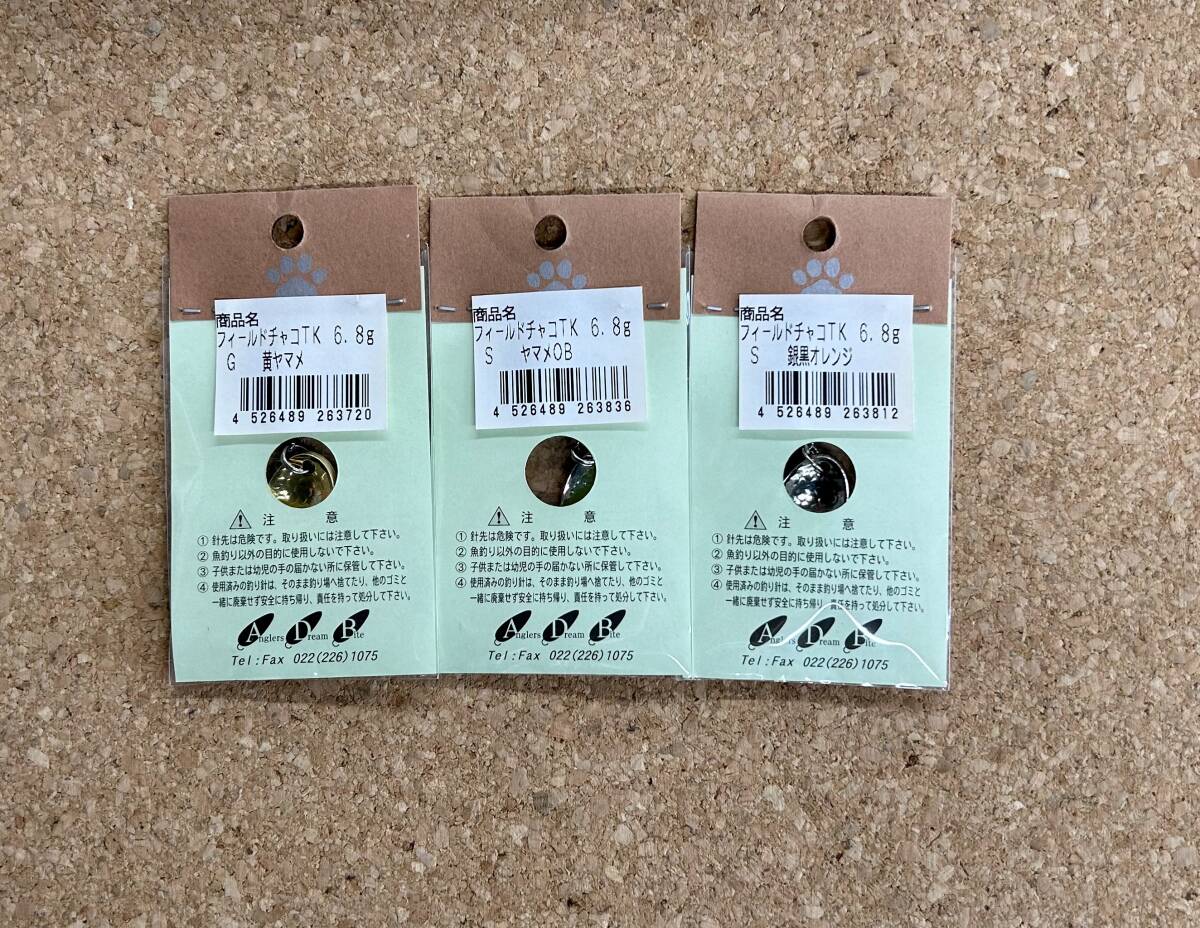 商品名
フィールドチャコTK 6.8g
G 黄ヤマメ
4 526489 263720
注 意
① 針先は危険です。取り扱いには注意して下さい。
② 魚釣り以外の目的に使用しないで下さい。
③ 子供または幼児の手の届かない所に保管して下さい。
④ 使用済みの釣り針は、そのまま釣り場へ捨てたり、他のゴミと
一緒に廃棄せず安全に持ち帰り、責任を持って処分して下さい。
Anglers Dream Bite
Tel:Fax 022(226)1075
商品名
フィールドチャコTK 6.8g
S ヤマメOB
4 526489 263836
注 意
① 針先は危険です。取り扱いには注意して下さい。
② 魚釣り以外の目的に使用しないで下さい。
③ 子供または幼児の手の届かない所に保管して下さい。
④ 使用済みの釣り針は、そのまま釣り場へ捨てたり、他のゴミと
一緒に廃棄せず安全に持ち帰り、責任を持って処分して下さい。
Anglers Dream Bite
Tel:Fax 022(226)1075
商品名
フィールドチャコTK 6.8g
S 銀黒オレンジ
4 526489 263812
注 意
① 針先は危険です。取り扱いには注意して下さい。
② 魚釣り以外の目的に使用しないで下さい。
③ 子供または幼児の手の届かない所に保管して下さい。
④ 使用済みの釣り針は、そのまま釣り場へ捨てたり、他のゴミと
一緒に廃棄せず安全に持ち帰り、責任を持って処分して下さい。
Anglers Dream Bite
Tel:Fax 022(226)1075